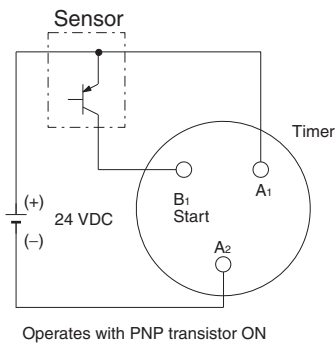 Sensor
Timer
B1
Start
A1
(+)
24 VDC
(−)
A2
Operates with PNP transistor ON